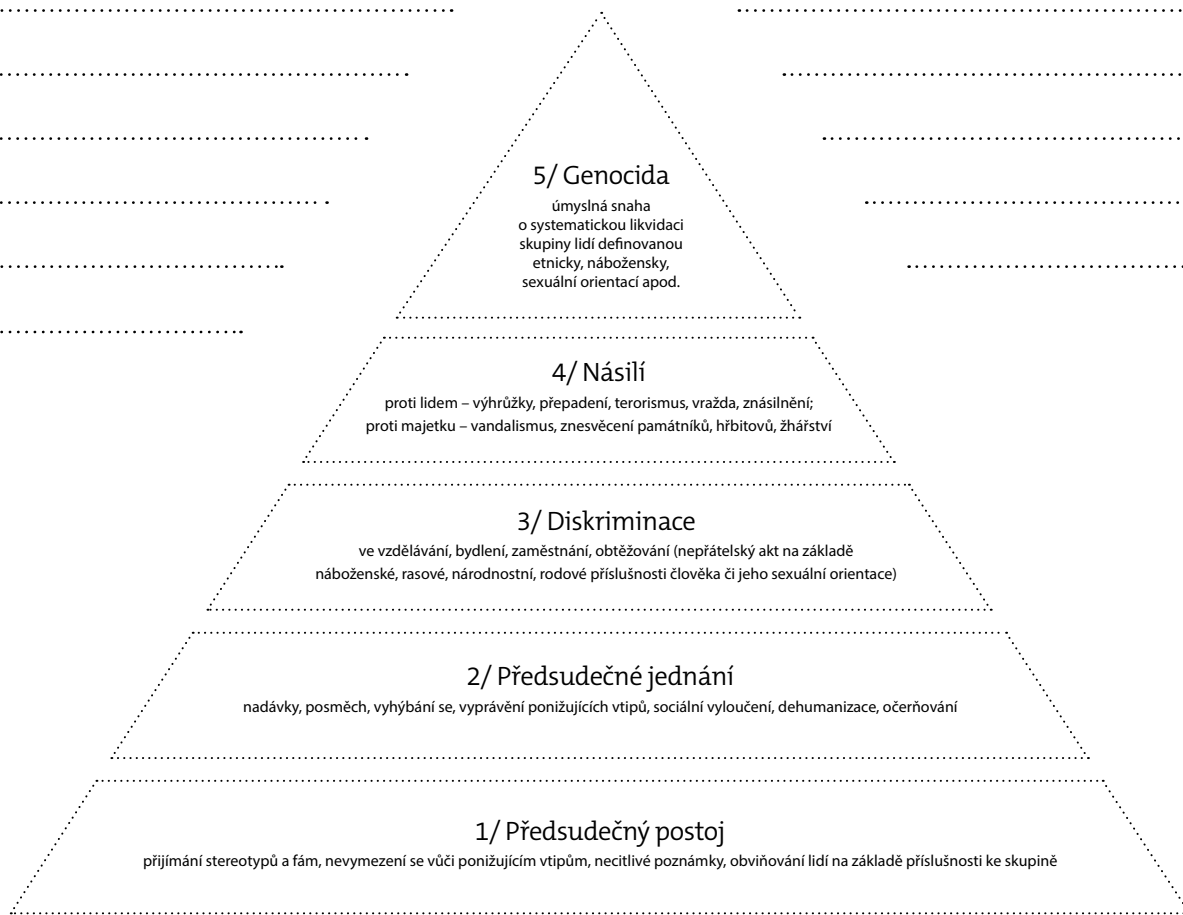 5/ Genocida
úmyslná snaha
o systematickou likvidaci
skupiny lidí definovanou
etnicky, nábožensky,
sexuální orientací apod.
4/ Násilí
proti lidem – výhrůžky, přepadení, terorismus, vražda, znásilnění;
proti majetku – vandalismus, znesvěcení památníků, hřbitovů, žhářství
3/ Diskriminace
ve vzdělávání, bydlení, zaměstnání, obtěžování (nepřátelský akt na základě
náboženské, rasové, národnostní, rodové příslušnosti člověka či jeho sexuální orientace)
2/ Předsudečné jednání
nadávky, posměch, vyhýbání se, vyprávění ponižujících vtipů, sociální vyloučení, dehumanizace, očerňování
1/ Předsudečný postoj
přijímání stereotypů a fám, nevymezení se vůči ponižujícím vtipům, necitlivé poznámky, obviňování lidí na základě příslušnosti ke skupině